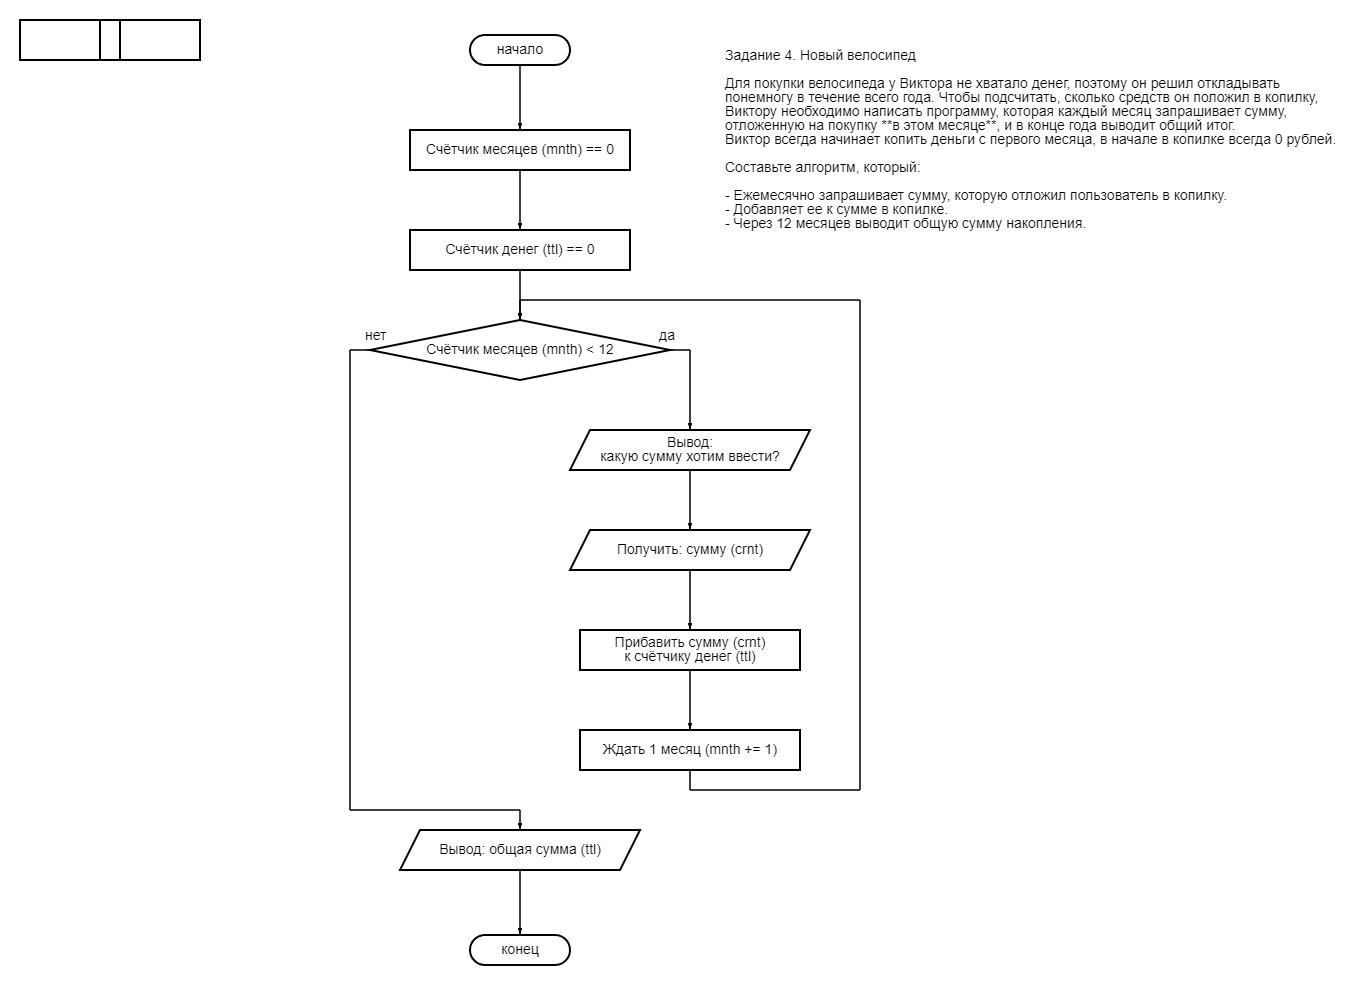 начало
Задание 4. Новый велосипед
Для покупки велосипеда у Виктора не хватало денег, поэтому он решил откладывать
понемногу в течение всего года. Чтобы подсчитать, сколько средств он положил в копилку,
Виктору необходимо написать программу, которая каждый месяц запрашивает сумму,
отложенную на покупку **в этом месяце**, и в конце года выводит общий итог.
Виктор всегда начинает копить деньги с первого месяца, в начале в копилке всегда 0 рублей.
Составьте алгоритм, который:
- Ежемесячно запрашивает сумму, которую отложил пользователь в копилку.
- Добавляет ее к сумме в копилке.
- Через 12 месяцев выводит общую сумму накопления.
Счётчик месяцев (mnth) == 0
Счётчик денег (ttl) == 0
нет
да
Счётчик месяцев (mnth) < 12
Вывод:
какую сумму хотим ввести?
Получить: сумму (crnt)
Прибавить сумму (crnt)
к счётчику денег (ttl)
Ждать 1 месяц (mnth += 1)
Вывод: общая сумма (ttl)
конец